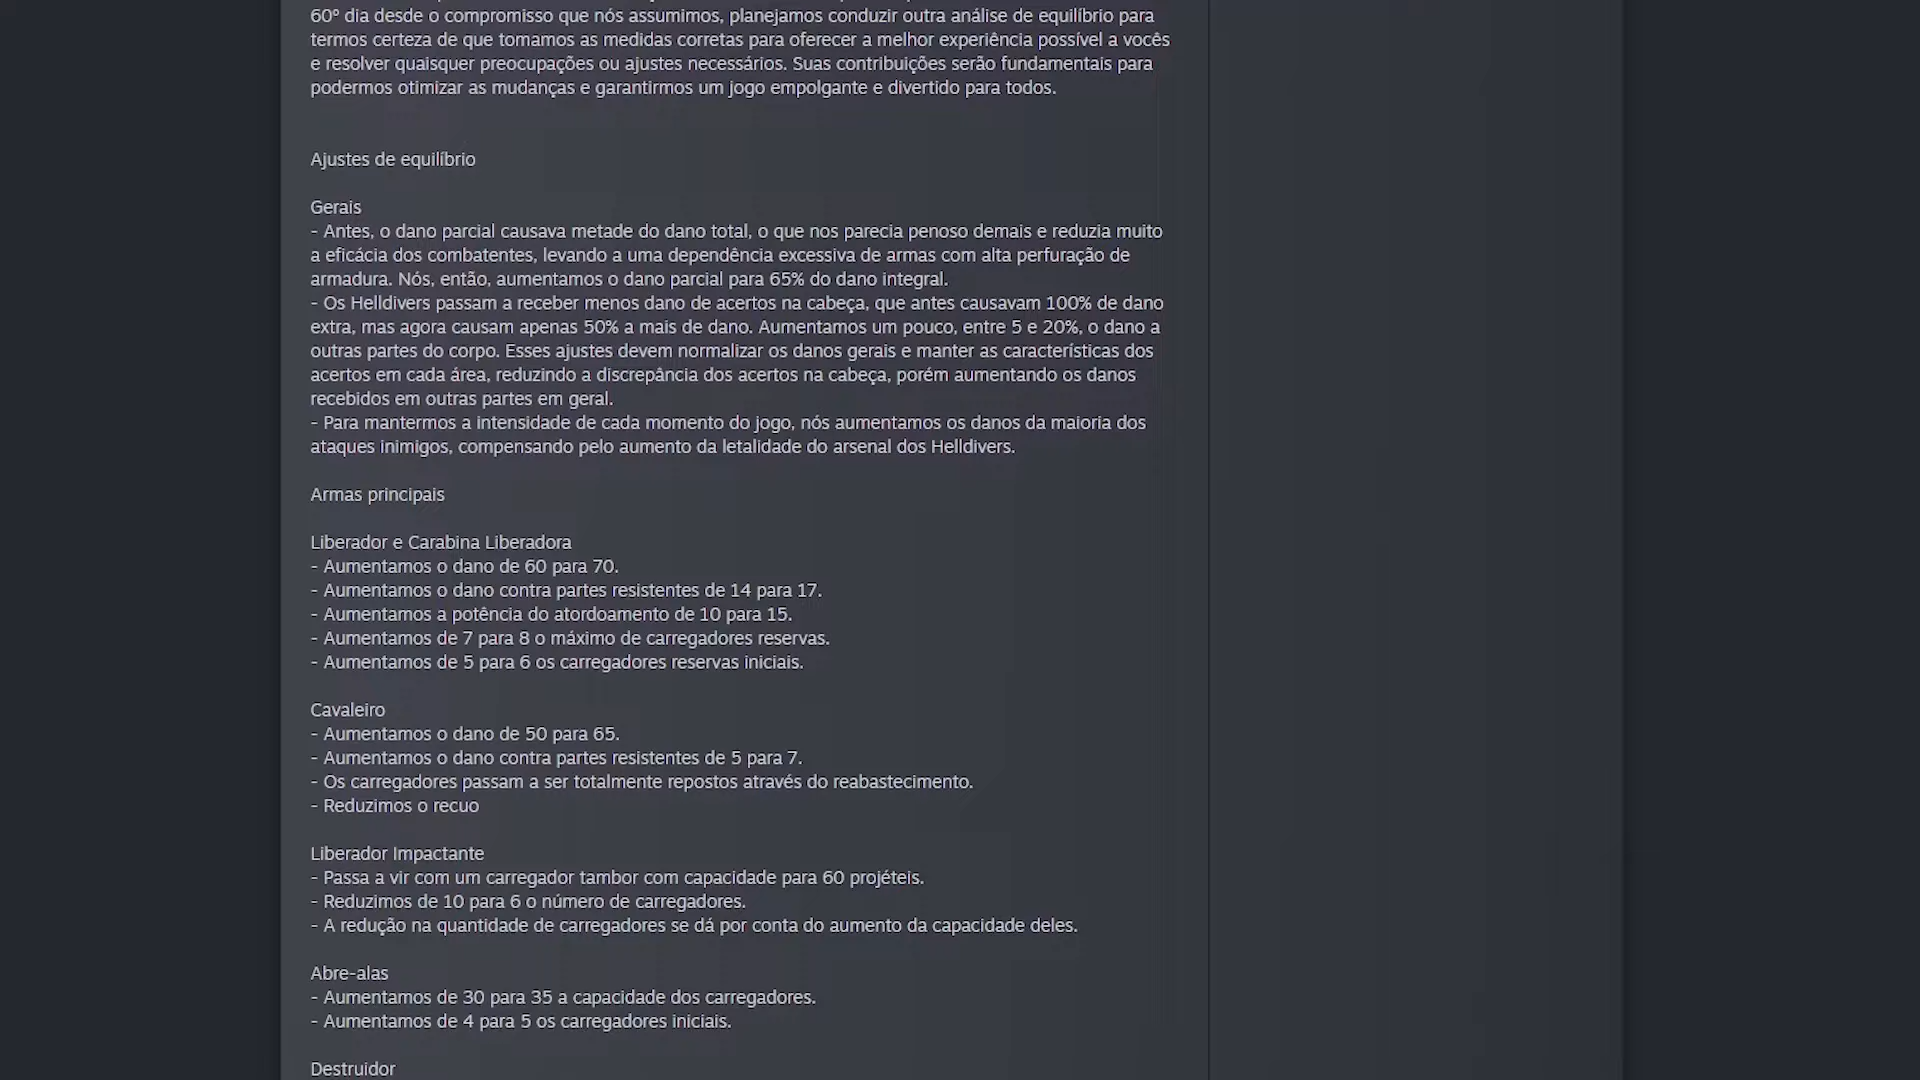 60º dia desde o compromisso que nós assumimos, planejamos conduzir outra análise de equilíbrio para
termos certeza de que tomamos as medidas corretas para oferecer a melhor experiência possível a vocês
e resolver quaisquer preocupações ou ajustes necessários. Suas contribuições serão fundamentais para
podermos otimizar as mudanças e garantirmos um jogo empolgante e divertido para todos.
Ajustes de equilíbrio
Gerais
- Antes, o dano parcial causava metade do dano total, o que nos parecia penoso demais e reduzia muito
a eficácia dos combatentes, levando a uma dependência excessiva de armas com alta perfuração de
armadura. Nós, então, aumentamos o dano parcial para 65% do dano integral.
- Os Helldivers passam a receber menos dano de acertos na cabeça, que antes causavam 100% de dano
extra, mas agora causam apenas 50% a mais de dano. Aumentamos um pouco, entre 5 e 20%, o dano a
outras partes do corpo. Esses ajustes devem normalizar os danos gerais e manter as características dos
acertos em cada área, reduzindo a discrepância dos acertos na cabeça, porém aumentando os danos
recebidos em outras partes em geral.
- Para mantermos a intensidade de cada momento do jogo, nós aumentamos os danos da maioria dos
ataques inimigos, compensando pelo aumento da letalidade do arsenal dos Helldivers.
Armas principais
Liberador e Carabina Liberadora
- Aumentamos o dano de 60 para 70.
- Aumentamos o dano contra partes resistentes de 14 para 17.
- Aumentamos a potência do atordoamento de 10 para 15.
- Aumentamos de 7 para 8 o máximo de carregadores reservas.
- Aumentamos de 5 para 6 os carregadores reservas iniciais.
Cavaleiro
- Aumentamos o dano de 50 para 65.
- Aumentamos o dano contra partes resistentes de 5 para 7.
- Os carregadores passam a ser totalmente repostos através do reabastecimento.
- Reduzimos o recuo
Liberador Impactante
- Passa a vir com um carregador tambor com capacidade para 60 projéteis.
- Reduzimos de 10 para 6 o número de carregadores.
- A redução na quantidade de carregadores se dá por conta do aumento da capacidade deles.
Abre-alas
- Aumentamos de 30 para 35 a capacidade dos carregadores.
- Aumentamos de 4 para 5 os carregadores iniciais.
Destruidor